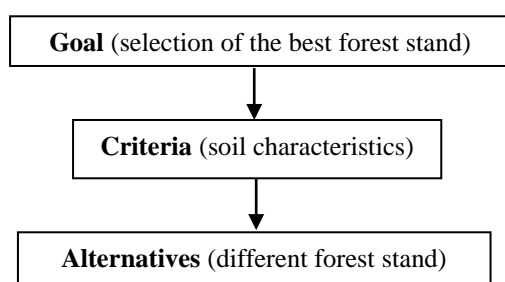 Goal (selection of the best forest stand)
Criteria (soil characteristics)
Alternatives (different forest stand)